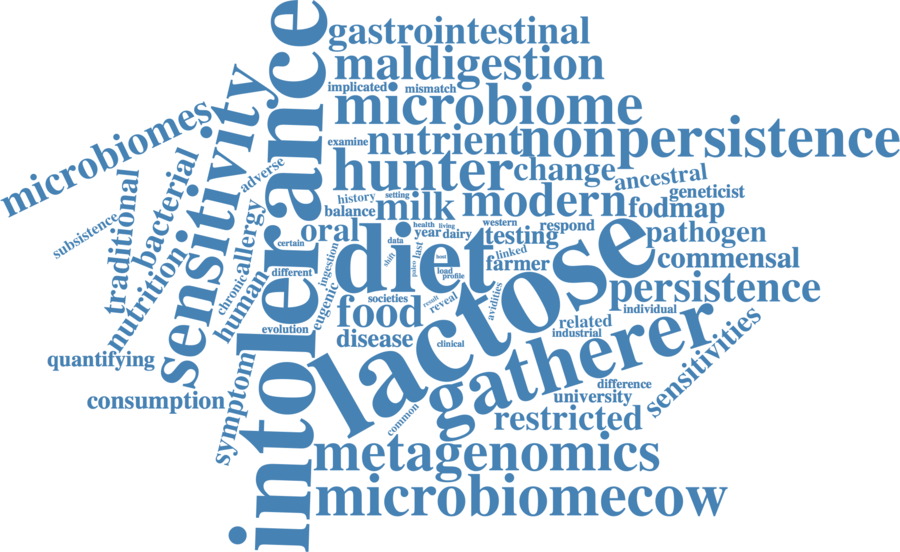 intolerance
gastrointestinal
maldigestion
implicated
mismatch
microbiome
microbiomes
sensitivity
examine
nutrient
nonpersistence
adverse
hunter
change
ancestral
geneticist
bacterial
traditional
subsistence
nutrition
allergy
chronic
human
history
setting
balance
milk
modern
fodmap
certain
oral
health
living
year
dairy
western
respond
testing
pathogen
data
diet
last
shift
paleo
host
load
profile
linked
farmer
commensal
different
ingestion
eugenic
societies
food
result
reveal
avidities
lactose
persistence
individual
evolution
disease
clinical
related
industrial
gatherer
sensitivities
quantifying
consumption
symptom
difference
university
common
restricted
metagenomics
microbiomecow